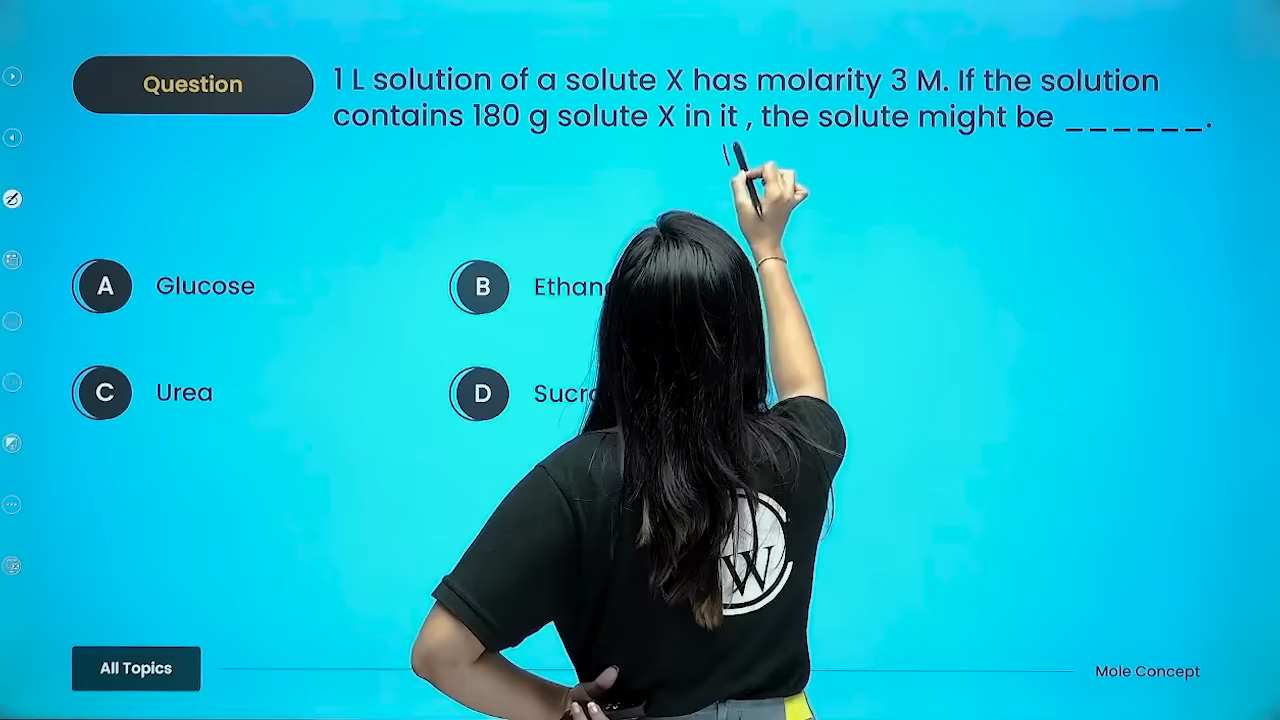 Question
1 L solution of a solute X has molarity 3 M. If the solution
contains 180 g solute X in it , the solute might be _ _ _ _ _ _.
A Glucose
B
C Urea
D
W
All Topics
Mole Concept